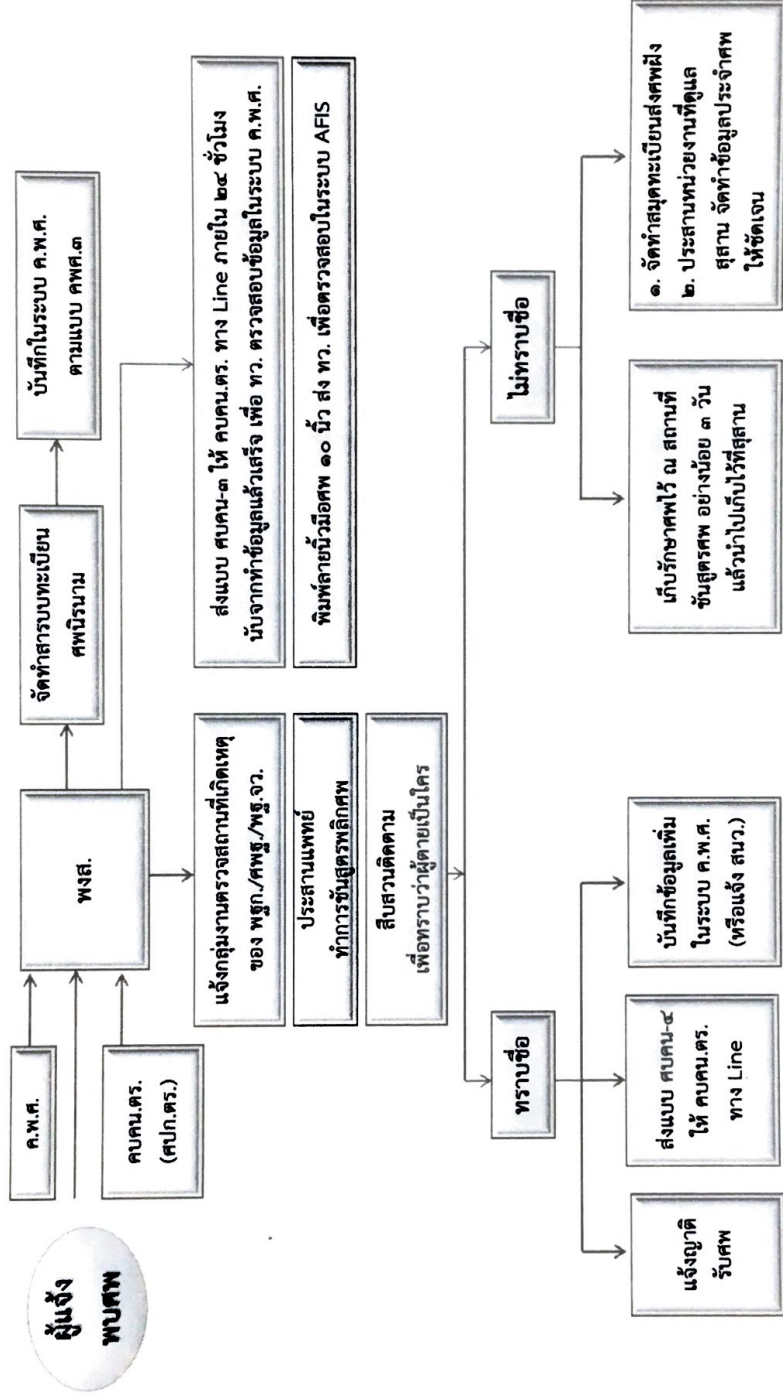 ผู้แจ้ง
พบศพ
ค.พ.ศ.
ศบคน.ตร.
(ศปก.ตร.)
พงส.
จัดทำสารบบทะเบียน
ศพนิรนาม
บันทึกในระบบ ค.พ.ศ.
ตามแบบ คพศ.๓
ส่งแบบ ศบคน-๓ ให้ ศบคน.ตร. ทาง Line ภายใน ๒๔ ชั่วโมง
นับจากทำข้อมูลแล้วเสร็จ เพื่อ ทว. ตรวจสอบข้อมูลในระบบ ค.พ.ศ.
พิมพ์ลายนิ้วมือศพ ๑๐ นิ้ว ส่ง ทว. เพื่อตรวจสอบในระบบ AFIS
แจ้งกลุ่มงานตรวจสถานที่เกิดเหตุ
ของ พฐก./ศพฐ./พฐ.จว.
ประสานแพทย์
ทำการชันสูตรพลิกศพ
สืบสวนติดตาม
เพื่อทราบว่าผู้ตายเป็นใคร
ทราบชื่อ
แจ้งญาติ
รับศพ
ส่งแบบ ศบคน-๔
ให้ ศบคน.ตร.
ทาง Line
บันทึกข้อมูลเพิ่ม
ในระบบ ค.พ.ศ.
(หรือแจ้ง สนว.)
ไม่ทราบชื่อ
เก็บรักษาศพไว้ ณ สถานที่
ชันสูตรศพ อย่างน้อย ๓ วัน
แล้วนำไปเก็บไว้ที่สุสาน
๑. จัดทำสมุดทะเบียนส่งศพฝัง
๒. ประสานหน่วยงานที่ดูแล
สุสาน จัดทำข้อมูลประจำศพ
ให้ชัดเจน